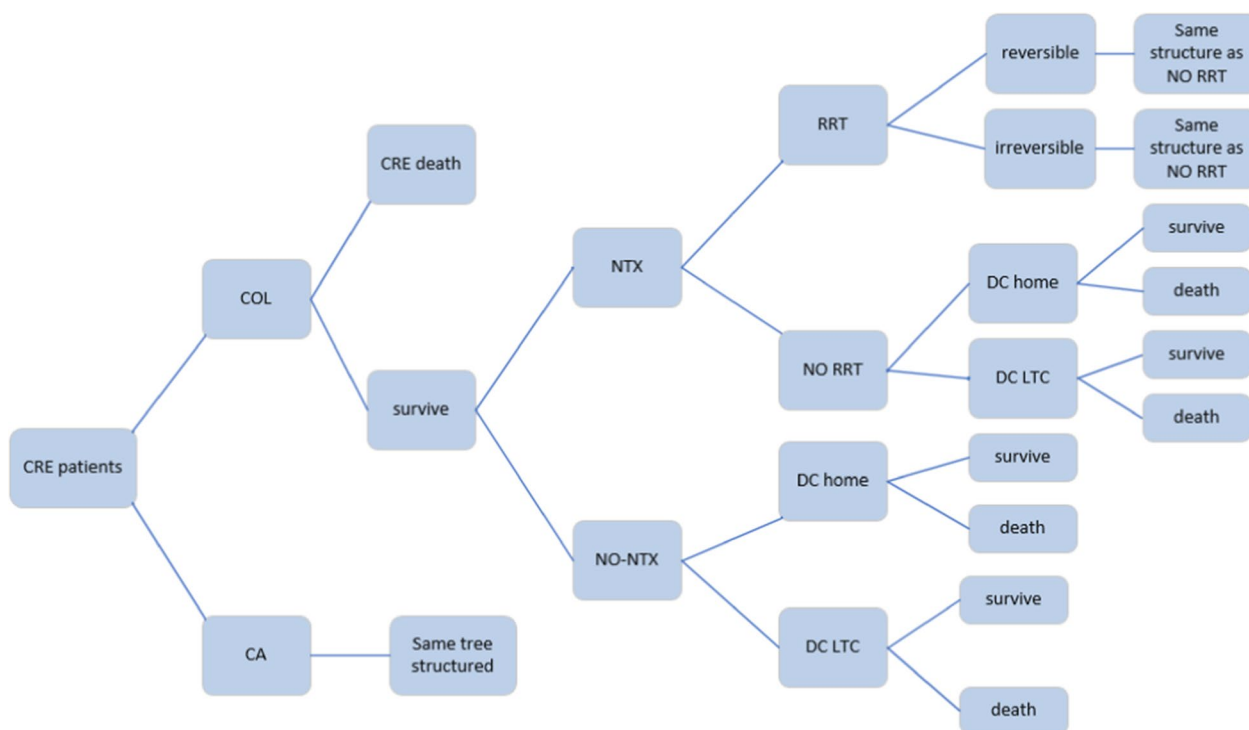 CRE patients
COL
CA
CRE death
survive
Same tree
structured
NTX
NO-NTX
RRT
NO RRT
DC home
DC LTC
reversible
irreversible
DC home
DC LTC
survive
death
survive
death
Same
structure as
NO RRT
Same
structure as
NO RRT
survive
death
survive
death